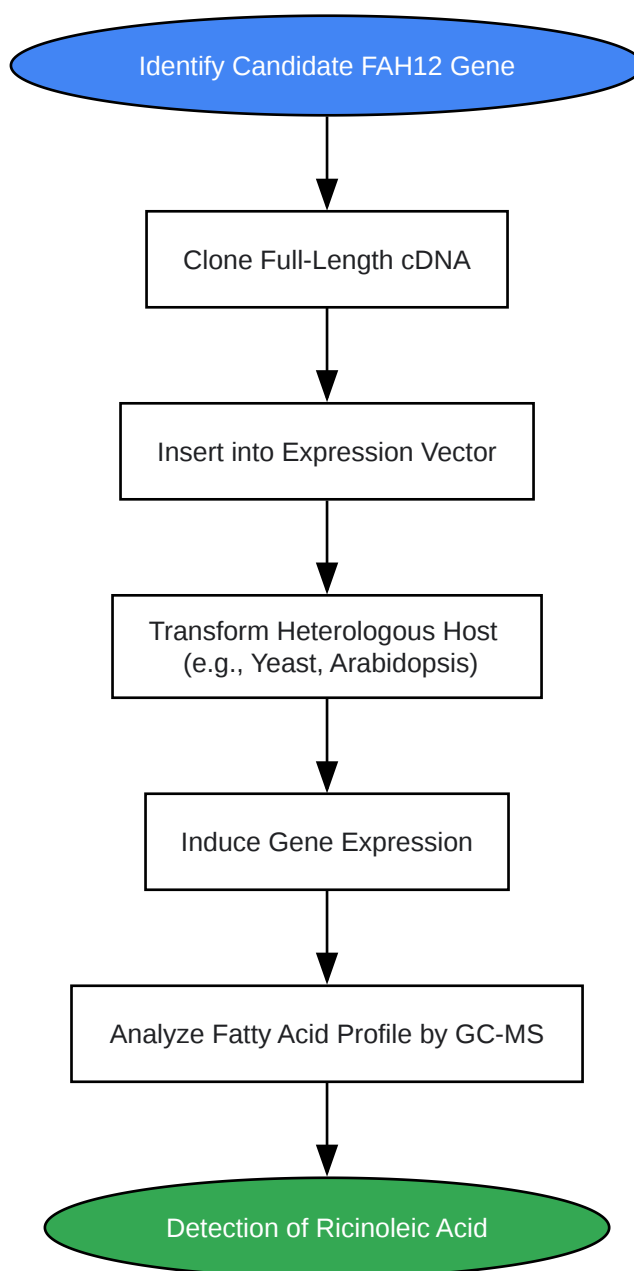 Identify Candidate FAH12 Gene
Clone Full-Length cDNA
Insert into Expression Vector
Transform Heterologous Host
(e.g., Yeast, Arabidopsis)
Induce Gene Expression
Analyze Fatty Acid Profile by GC-MS
Detection of Ricinoleic Acid